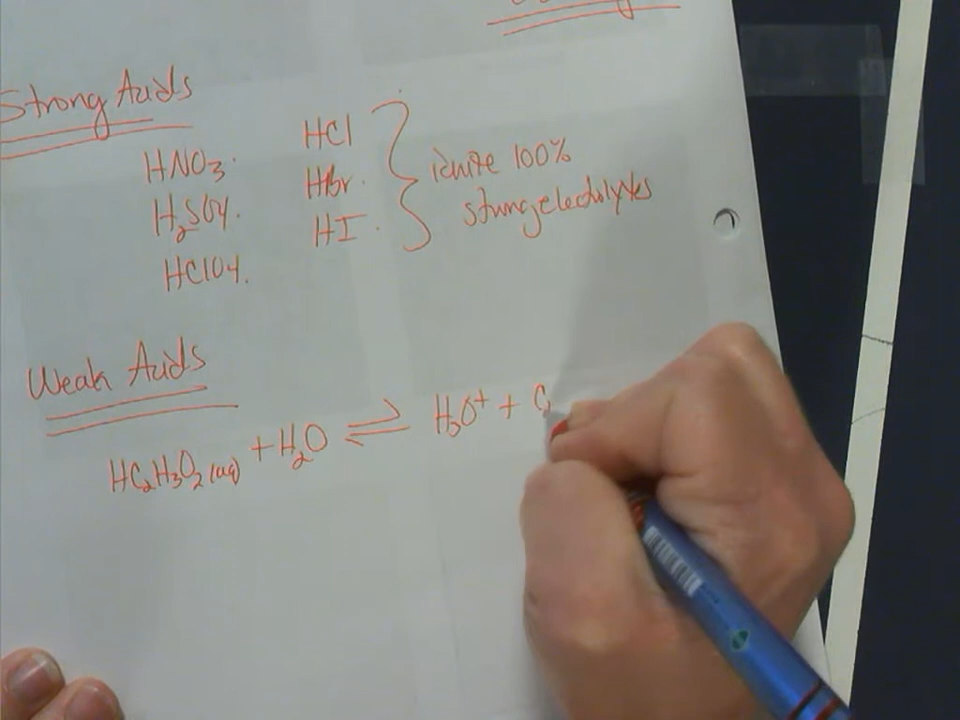 Strong Acids
HNO3. HCl
H2SO4. HBr.
HClO4. HI.
ionize 100%
strong electrolytes
Weak Acids
HC2H3O2 (aq) + H2O ⇌ H3O+ + C